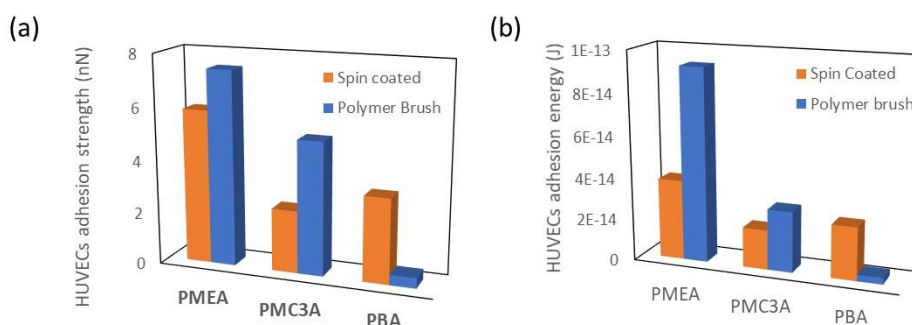 (a)
HUVECs adhesion strength (nN)
8
6
4
2
0
Spin coated
Polymer Brush
PMEA
PMC3A
PBA
(b)
HUVECs adhesion energy (J)
1E-13
8E-14
6E-14
4E-14
2E-14
0
Spin Coated
Polymer brush
PMEA
PMC3A
PBA